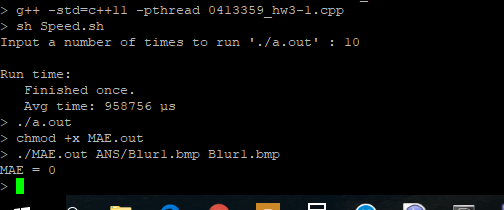 > g++ -std=c++11 -pthread 0413359_hw3-1.cpp
> sh Speed.sh
Input a number of times to run './a.out' : 10
Run time:
Finished once.
Avg time: 958756 µs
> ./a.out
> chmod +x MAE.out
> ./MAE.out ANS/Blur1.bmp Blur1.bmp
MAE = 0
>